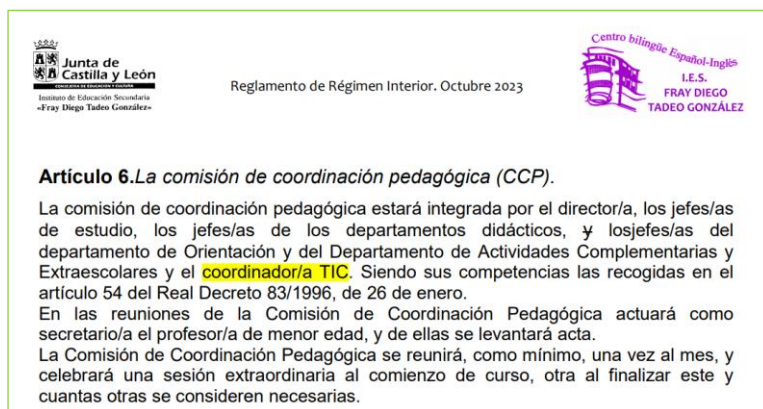 Junta de
Castilla y León
CONSEJERÍA DE EDUCACIÓN Y CULTURA
Instituto de Educación Secundaria
«Fray Diego Tadeo González»
Reglamento de Régimen Interior. Octubre 2023
Centro bilingüe Español-Inglés
I.E.S.
FRAY DIEGO
TADEO GONZÁLEZ
Artículo 6.La comisión de coordinación pedagógica (CCP).
La comisión de coordinación pedagógica estará integrada por el director/a, los jefes/as
de estudio, los jefes/as de los departamentos didácticos, y losjefes/as del
departamento de Orientación y del Departamento de Actividades Complementarias y
Extraescolares y el coordinador/a TIC. Siendo sus competencias las recogidas en el
artículo 54 del Real Decreto 83/1996, de 26 de enero.
En las reuniones de la Comisión de Coordinación Pedagógica actuará como
secretario/a el profesor/a de menor edad, y de ellas se levantará acta.
La Comisión de Coordinación Pedagógica se reunirá, como mínimo, una vez al mes, y
celebrará una sesión extraordinaria al comienzo de curso, otra al finalizar este y
cuantas otras se consideren necesarias.